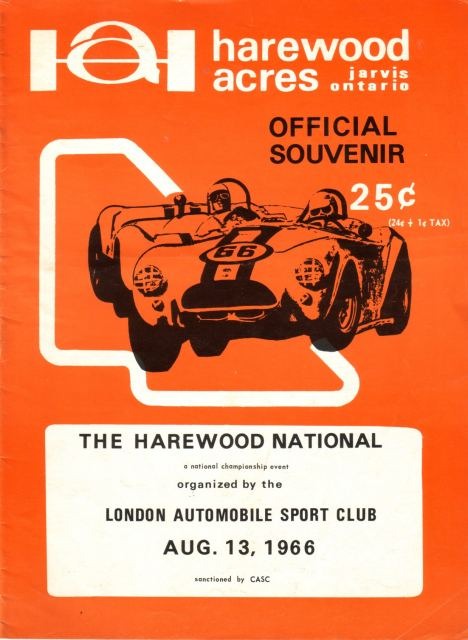 harewood
acres jarvis
ontario
OFFICIAL
SOUVENIR
25¢
(24¢ + 1¢ TAX)
66
THE HAREWOOD NATIONAL
a national championship event
organized by the
LONDON AUTOMOBILE SPORT CLUB
AUG. 13, 1966
sanctioned by CASC